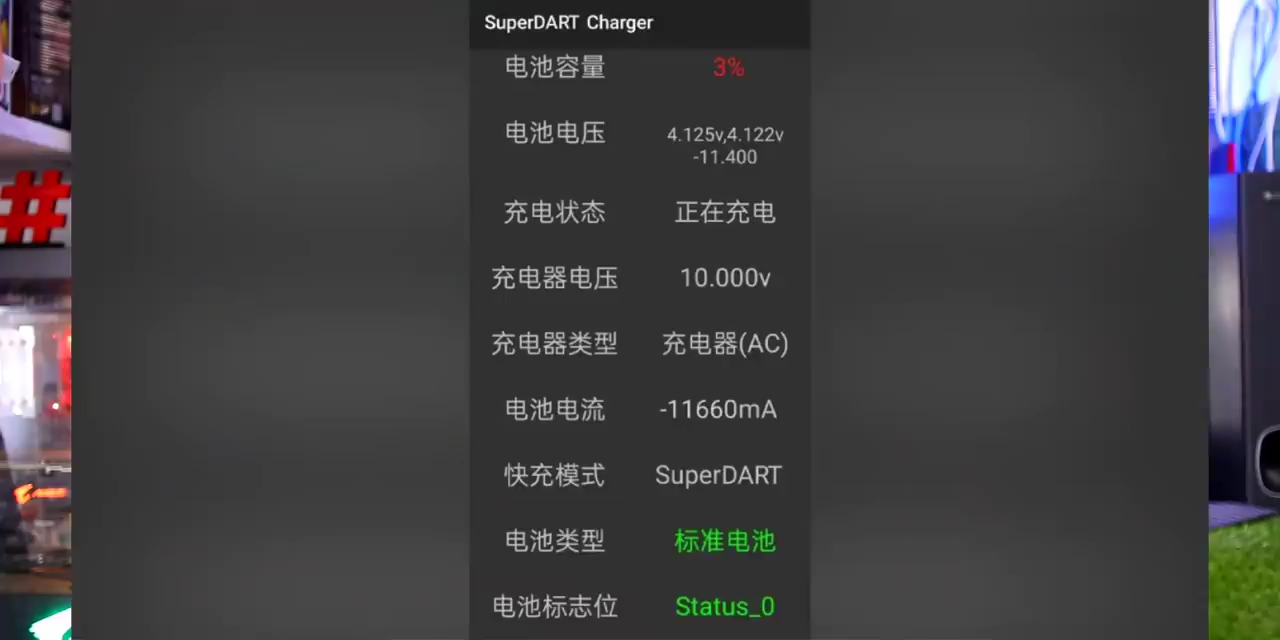 SuperDART Charger
电池容量 3%
电池电压 4.125v,4.122v
-11.400
充电状态 正在充电
充电器电压 10.000v
充电器类型 充电器(AC)
电池电流 -11660mA
快充模式 SuperDART
电池类型 标准电池
电池标志位 Status_0
#